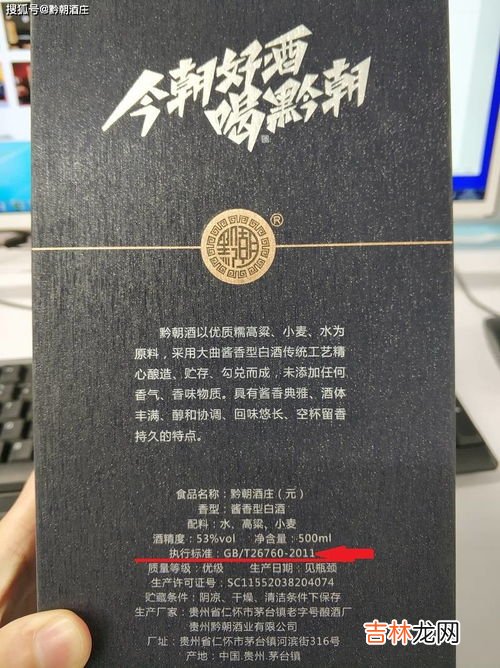 搜狐号@黔朝酒庄
今朝好酒
喝黔朝
黔朝
®
黔朝酒以优质糯高粱、小麦、水为
原料，采用大曲酱香型白酒传统工艺精
心酿造、贮存、勾兑而成，未添加任何
香气、香味物质。具有酱香典雅、酒体
丰满、醇和协调、回味悠长、空杯留香
持久的特点。
食品名称：黔朝酒庄（元）
香型：酱香型白酒
配料：水、高粱、小麦
酒精度：53%vol 净含量：500ml
执行标准：GB/T26760-2011
质量等级：优级 生产日期：见瓶颈
生产许可证号：SC11552038204074
贮藏条件：阴凉、干燥、清洁条件下贮存
生产厂家：贵州省仁怀市茅台镇老字号酿酒厂
贵州黔朝酒业有限公司
厂址：贵州省仁怀市茅台镇河滨街316号
产地：中国.贵州.茅台镇
吉林龙网